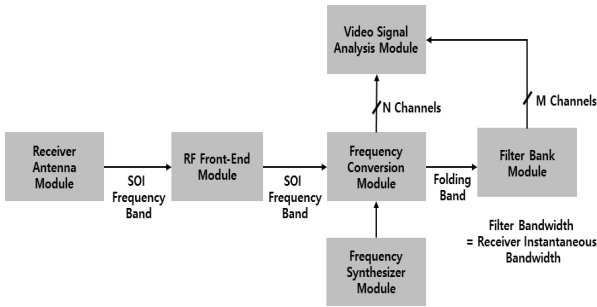 Video Signal
Analysis Module
N Channels
M Channels
Receiver
Antenna
Module
SOI
Frequency
Band
RF Front-End
Module
SOI
Frequency
Band
Frequency
Conversion
Module
Folding
Band
Filter Bank
Module
Filter Bandwidth
= Receiver Instantaneous
Bandwidth
Frequency
Synthesizer
Module